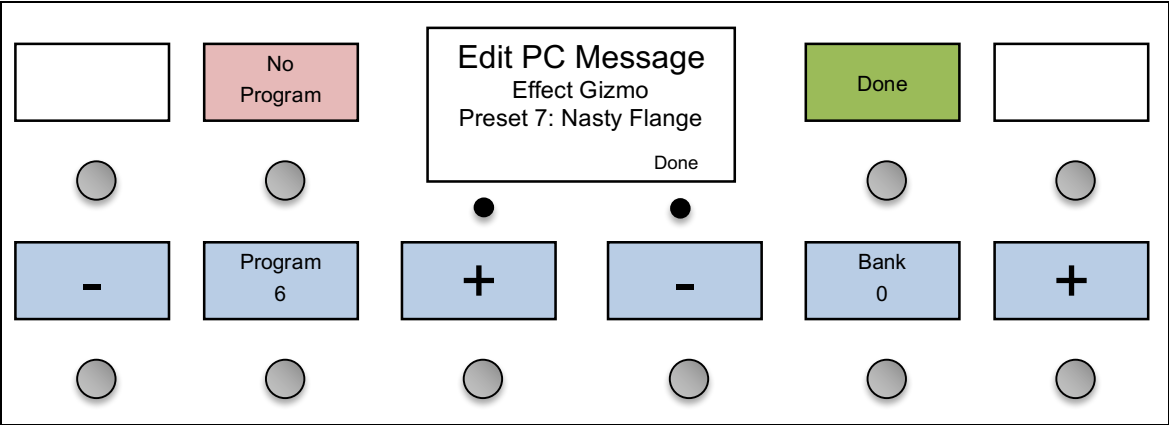 No
Program
Edit PC Message
Effect Gizmo
Preset 7: Nasty Flange
Done
Done
-
Program
6
+
-
Bank
0
+